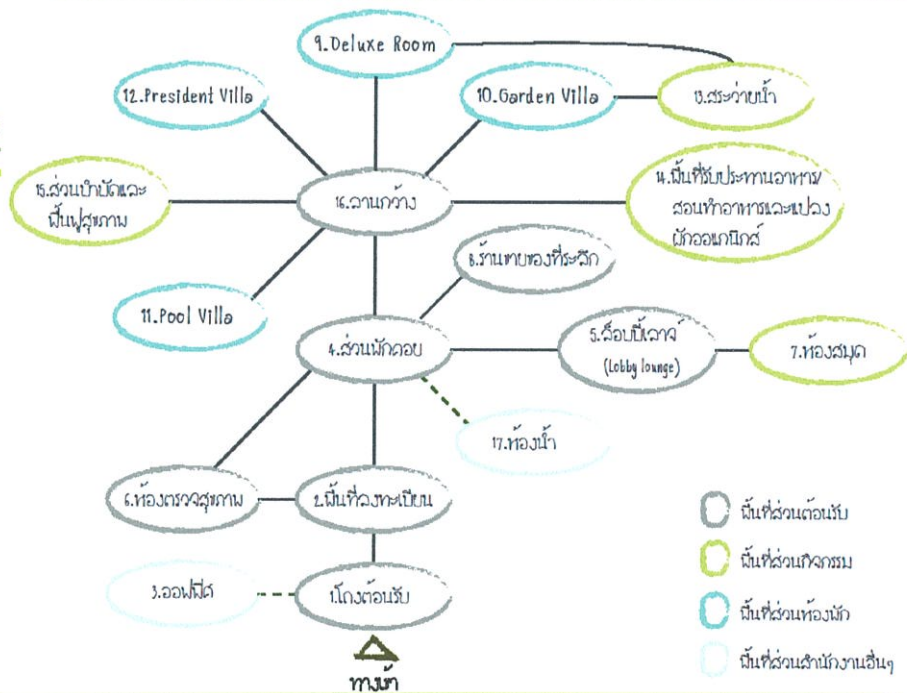 9.Deluxe Room
12.President Villa
10.Garden Villa
13.สระว่ายน้ำ
15.ส่วนบำบัดและ
ฟื้นฟูสุขภาพ
16.ลานกว้าง
14.พื้นที่รับประทานอาหาร/
สอนทำอาหารและแปลง
ผักออแกนิกส์
8.ร้านขายของที่ระลึก
11.Pool Villa
4.ส่วนพักคอย
5.ล็อบบี้เลาจ์
(Lobby lounge)
7.ห้องสมุด
17.ห้องน้ำ
6.ห้องตรวจสุขภาพ
2.พื้นที่ลงทะเบียน
3.ออฟฟิศ
1.โถงต้อนรับ
ทางเข้า
พื้นที่ส่วนต้อนรับ
พื้นที่ส่วนกิจกรรม
พื้นที่ส่วนห้องพัก
พื้นที่ส่วนสำนักงานอื่นๆ